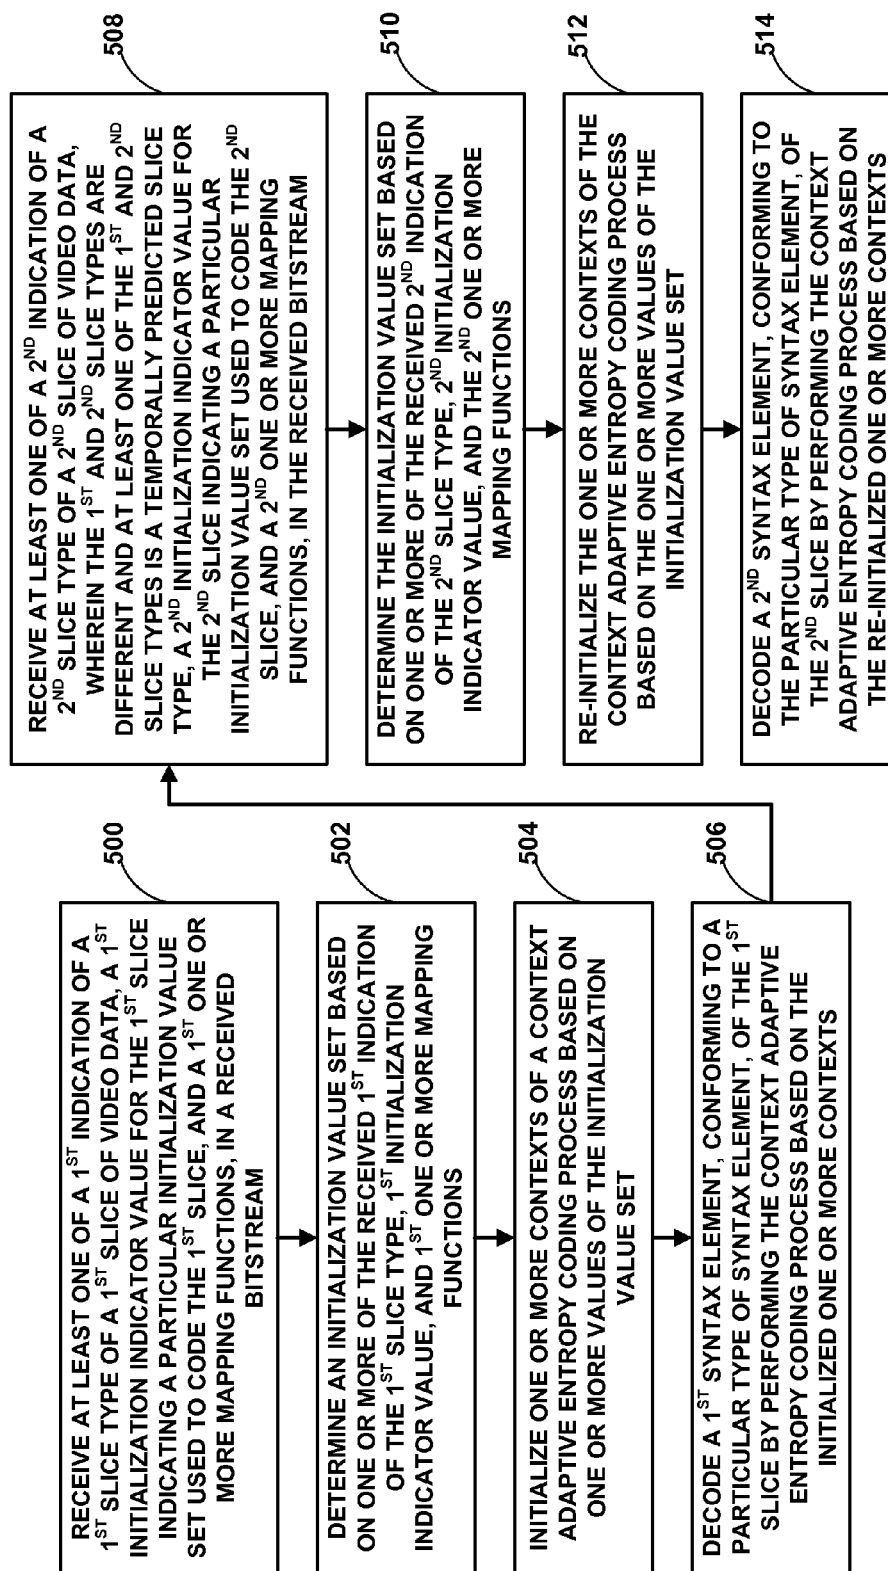 500
RECEIVE AT LEAST ONE OF A 1ST INDICATION OF A
1ST SLICE TYPE OF A 1ST SLICE OF VIDEO DATA, A 1ST
INITIALIZATION INDICATOR VALUE FOR THE 1ST SLICE
INDICATING A PARTICULAR INITIALIZATION VALUE
SET USED TO CODE THE 1ST SLICE, AND A 1ST ONE OR
MORE MAPPING FUNCTIONS, IN A RECEIVED
BITSTREAM
502
DETERMINE AN INITIALIZATION VALUE SET BASED
ON ONE OR MORE OF THE RECEIVED 1ST INDICATION
OF THE 1ST SLICE TYPE, 1ST INITIALIZATION
INDICATOR VALUE, AND 1ST ONE OR MORE MAPPING
FUNCTIONS
504
INITIALIZE ONE OR MORE CONTEXTS OF A CONTEXT
ADAPTIVE ENTROPY CODING PROCESS BASED ON
ONE OR MORE VALUES OF THE INITIALIZATION
VALUE SET
506
DECODE A 1ST SYNTAX ELEMENT, CONFORMING TO A
PARTICULAR TYPE OF SYNTAX ELEMENT, OF THE 1ST
SLICE BY PERFORMING THE CONTEXT ADAPTIVE
ENTROPY CODING PROCESS BASED ON THE
INITIALIZED ONE OR MORE CONTEXTS
508
RECEIVE AT LEAST ONE OF A 2ND INDICATION OF A
2ND SLICE TYPE OF A 2ND SLICE OF VIDEO DATA,
WHEREIN THE 1ST AND 2ND SLICE TYPES ARE
DIFFERENT AND AT LEAST ONE OF THE 1ST AND 2ND
SLICE TYPES IS A TEMPORALLY PREDICTED SLICE
TYPE, A 2ND INITIALIZATION INDICATOR VALUE FOR
THE 2ND SLICE INDICATING A PARTICULAR
INITIALIZATION VALUE SET USED TO CODE THE 2ND
SLICE, AND A 2ND ONE OR MORE MAPPING
FUNCTIONS, IN THE RECEIVED BITSTREAM
510
DETERMINE THE INITIALIZATION VALUE SET BASED
ON ONE OR MORE OF THE RECEIVED 2ND INDICATION
OF THE 2ND SLICE TYPE, 2ND INITIALIZATION
INDICATOR VALUE, AND THE 2ND ONE OR MORE
MAPPING FUNCTIONS
512
RE-INITIALIZE THE ONE OR MORE CONTEXTS OF THE
CONTEXT ADAPTIVE ENTROPY CODING PROCESS
BASED ON THE ONE OR MORE VALUES OF THE
INITIALIZATION VALUE SET
514
DECODE A 2ND SYNTAX ELEMENT, CONFORMING TO
THE PARTICULAR TYPE OF SYNTAX ELEMENT, OF
THE 2ND SLICE BY PERFORMING THE CONTEXT
ADAPTIVE ENTROPY CODING PROCESS BASED ON
THE RE-INITIALIZED ONE OR MORE CONTEXTS